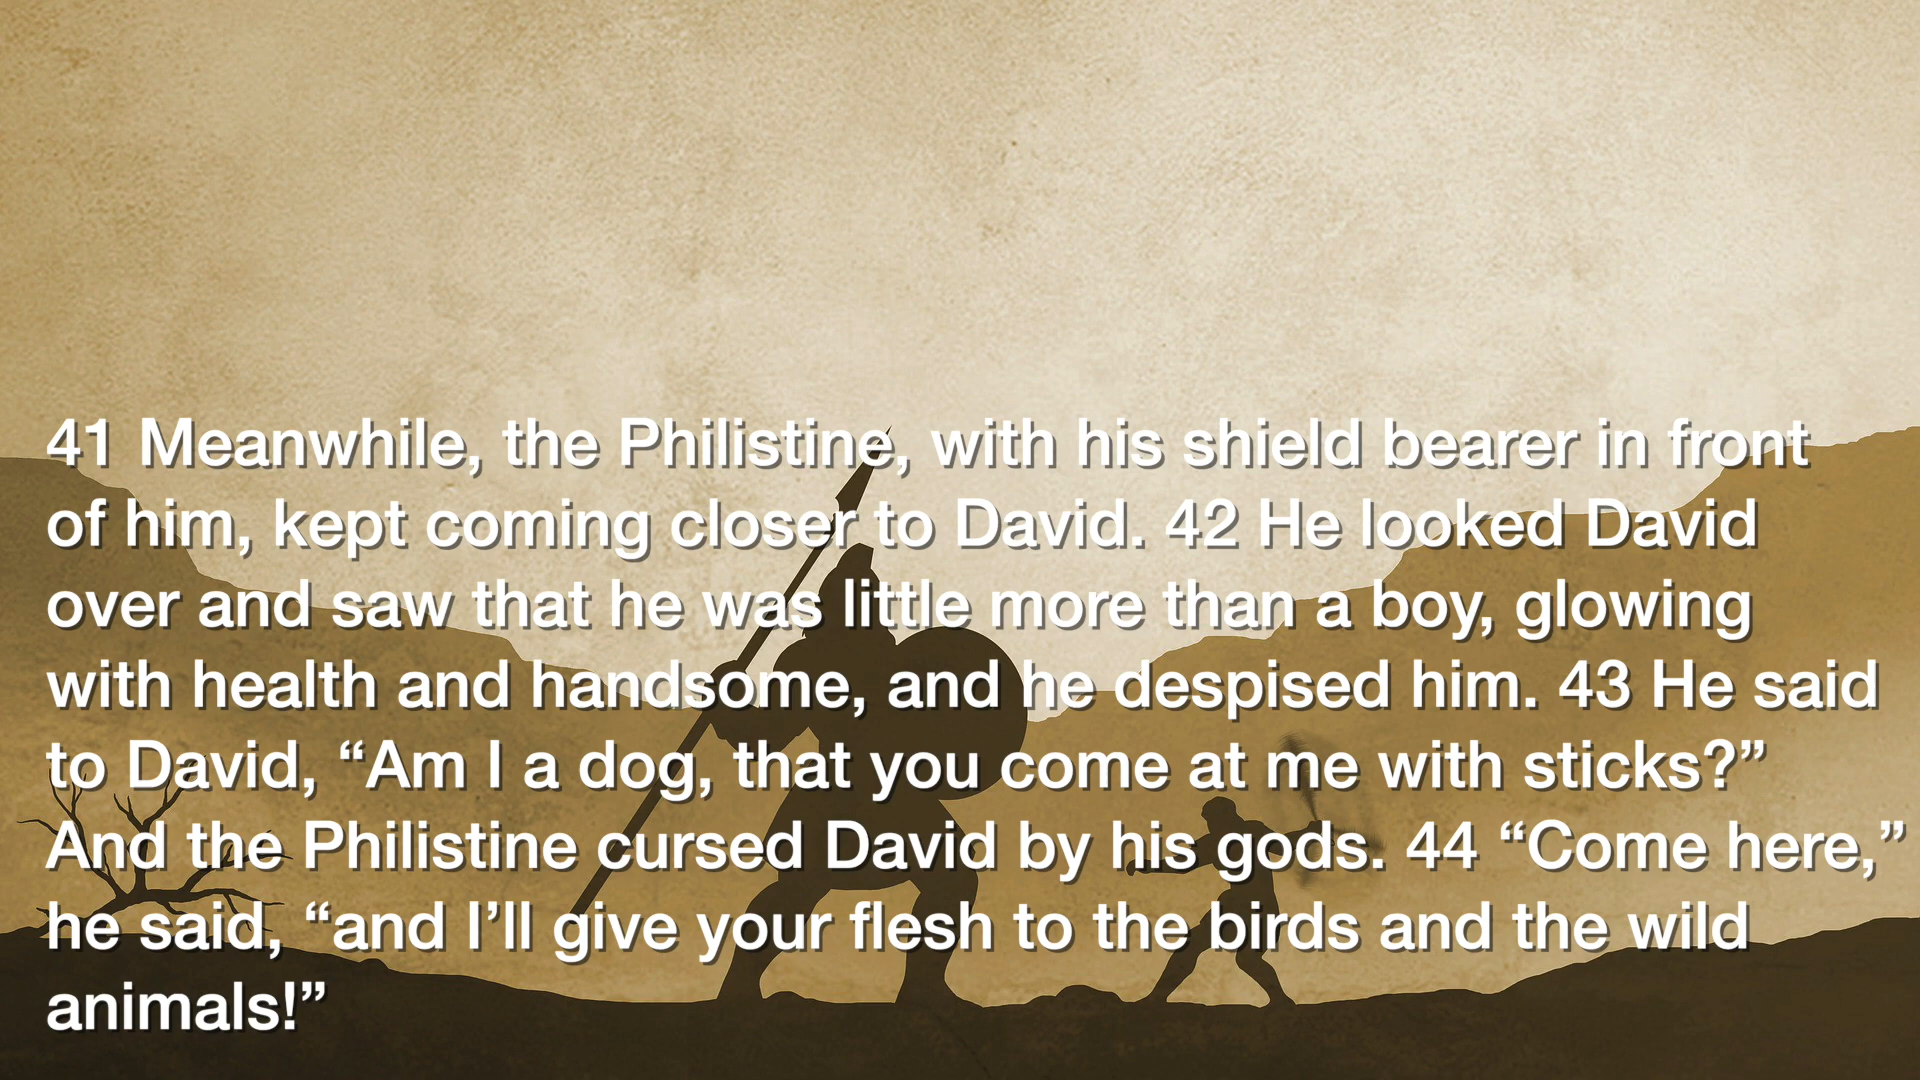 41 Meanwhile, the Philistine, with his shield bearer in front
of him, kept coming closer to David. 42 He looked David
over and saw that he was little more than a boy, glowing
with health and handsome, and he despised him. 43 He said
to David, “Am I a dog, that you come at me with sticks?”
And the Philistine cursed David by his gods. 44 “Come here,”
he said, “and I’ll give your flesh to the birds and the wild
animals!”